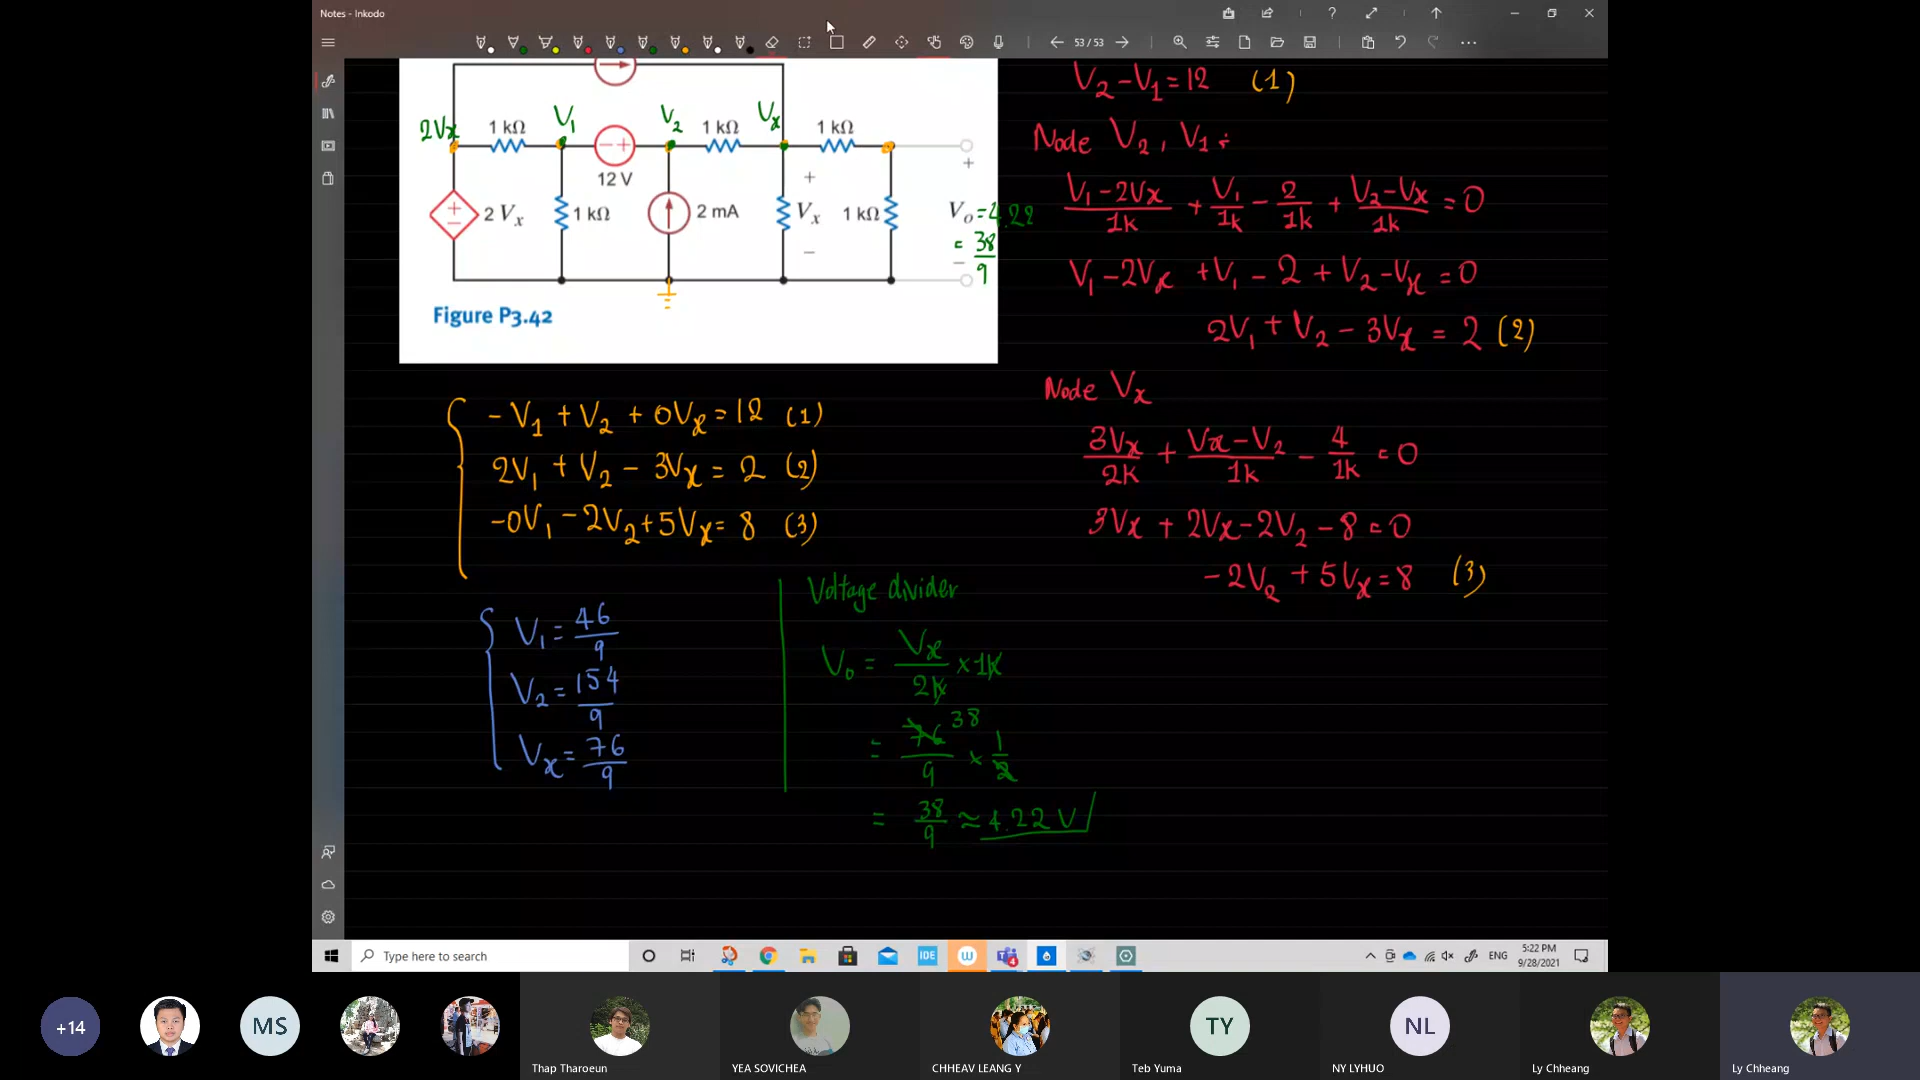 Notes - Inkodo
53 / 53
2Vx
1 kΩ
V1
V2
1 kΩ
Vx
1 kΩ
− +
12 V
+
+
−
2 Vx
1 kΩ
2 mA
+
Vx
−
1 kΩ
Vo = 4.22
= 38/9
−
Figure P3.42
V2 - V1 = 12 (1)
Node V2, V1 :
(V1 - 2Vx)/1k + V1/1k - 2/1k + (V2 - Vx)/1k = 0
V1 - 2Vx + V1 - 2 + V2 - Vx = 0
2V1 + V2 - 3Vx = 2 (2)
Node Vx
3Vx/2k + (Vx - V2)/1k - 4/1k = 0
3Vx + 2Vx - 2V2 - 8 = 0
-2V2 + 5Vx = 8 (3)
-V1 + V2 + 0Vx = 12 (1)
2V1 + V2 - 3Vx = 2 (2)
-0V1 - 2V2 + 5Vx = 8 (3)
V1 = 46/9
V2 = 154/9
Vx = 76/9
Voltage divider
Vo = Vx/2k × 1k
= 76/9 38 × 1/2
= 38/9 ≈ 4.22 V
Type here to search
IDE
W
4
ENG
5:22 PM
9/28/2021
+14
MS
TY
NL
Thap Tharoeun
YEA SOVICHEA
CHHEAV LEANG Y
Teb Yuma
NY LYHUO
Ly Chheang
Ly Chheang